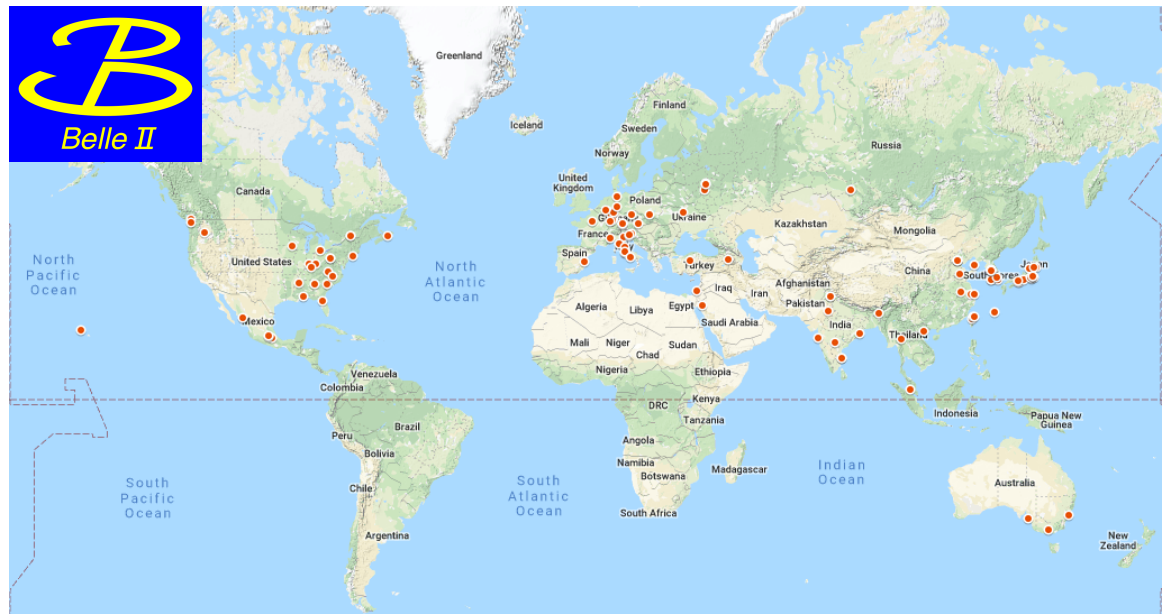 Belle II
Greenland
Iceland
Finland
Sweden
Norway
Russia
Canada
United
Kingdom
Poland
Ukraine
France
Kazakhstan
Mongolia
North
Pacific
Ocean
United States
North
Atlantic
Ocean
Spain
Turkey
China
South Korea
Japan
Iraq
Iran
Afghanistan
Pakistan
Algeria
Libya
Egypt
Saudi Arabia
India
Mexico
Mali
Niger
Chad
Sudan
Thailand
Nigeria
Ethiopia
Venezuela
Colombia
DRC
Kenya
Tanzania
Indonesia
Papua New
Guinea
Peru
Brazil
Bolivia
Angola
Namibia
Botswana
Madagascar
Indian
Ocean
Australia
South
Pacific
Ocean
South
Atlantic
Ocean
Chile
South Africa
Argentina
New
Zealand